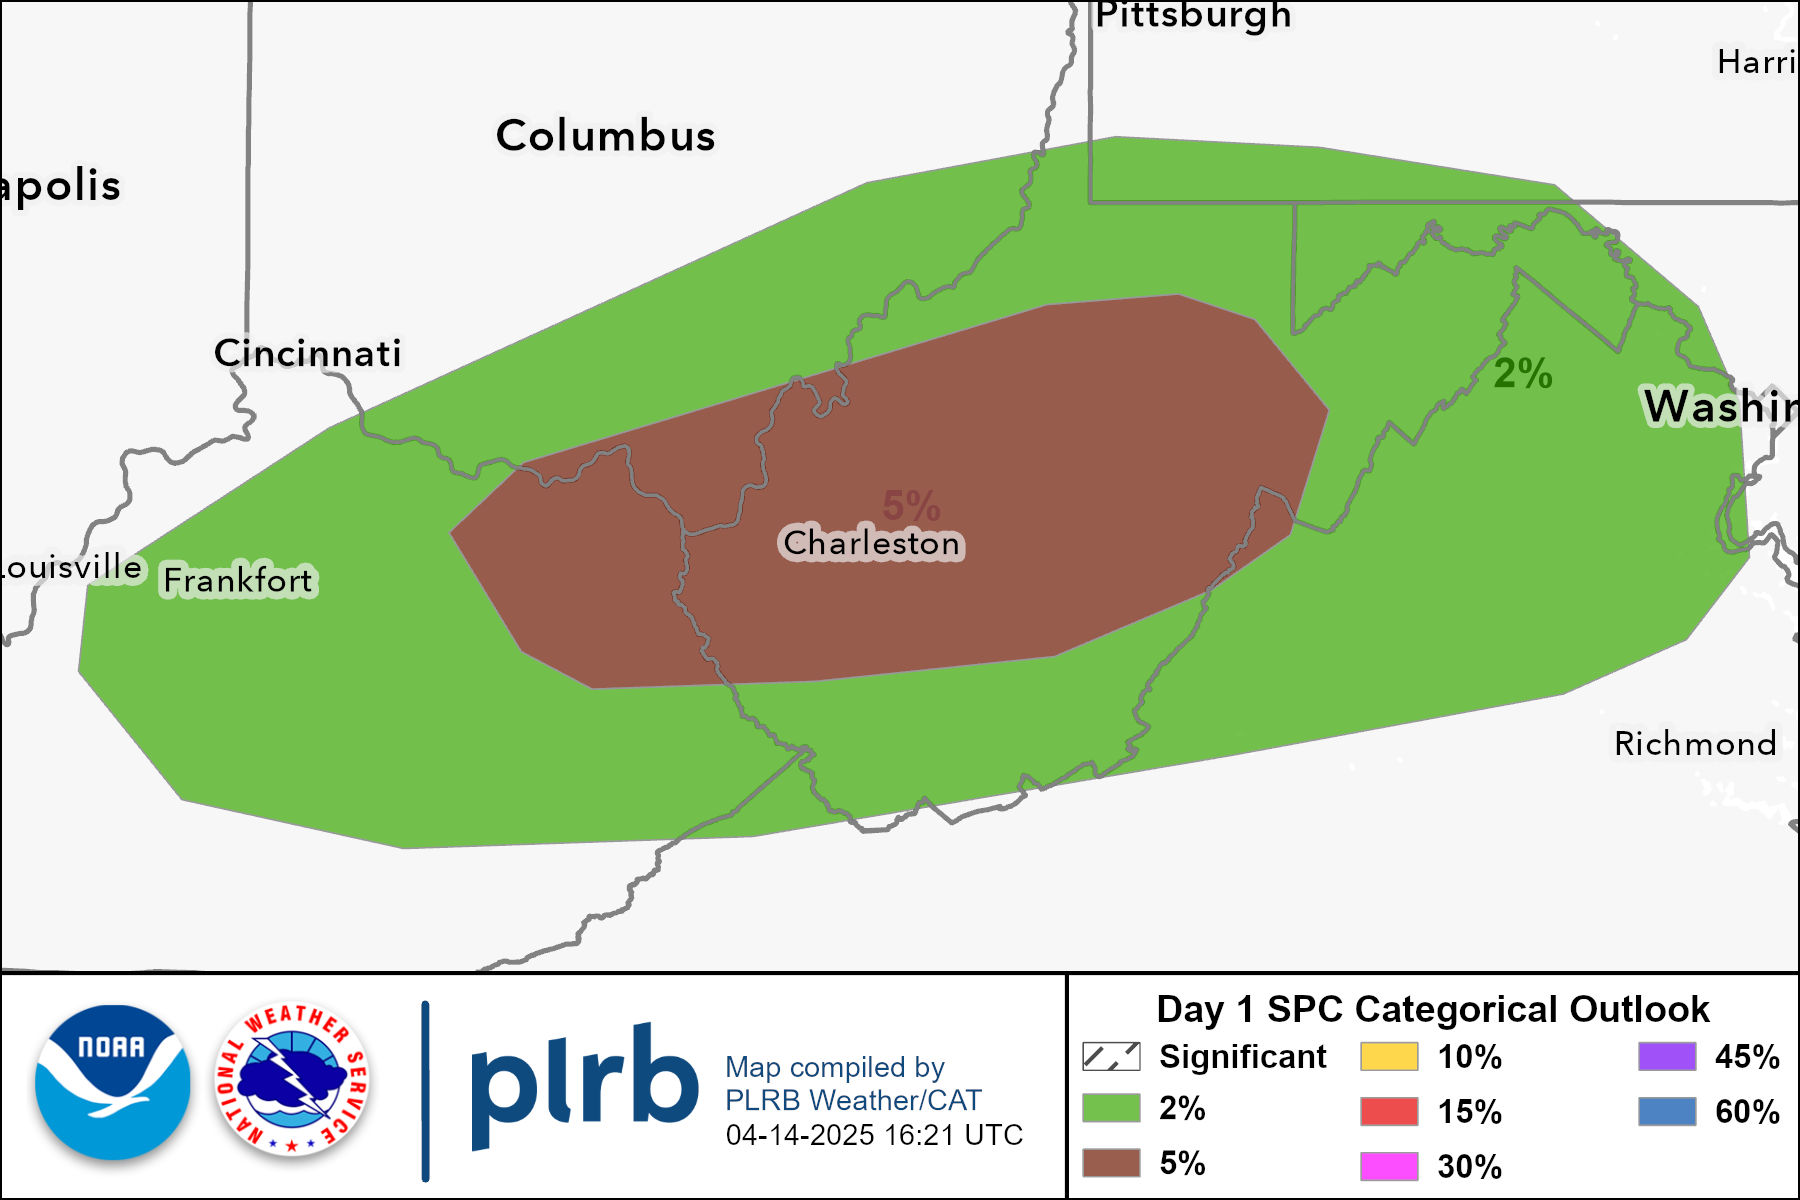 Pittsburgh
Harri
Columbus
apolis
Cincinnati
2%
Washin
5%
Charleston
Louisville
Frankfort
Richmond
NOAA
NATIONAL WEATHER SERVICE
plrb
Map compiled by
PLRB Weather/CAT
04-14-2025 16:21 UTC
Day 1 SPC Categorical Outlook
Significant
2%
5%
10%
15%
30%
45%
60%